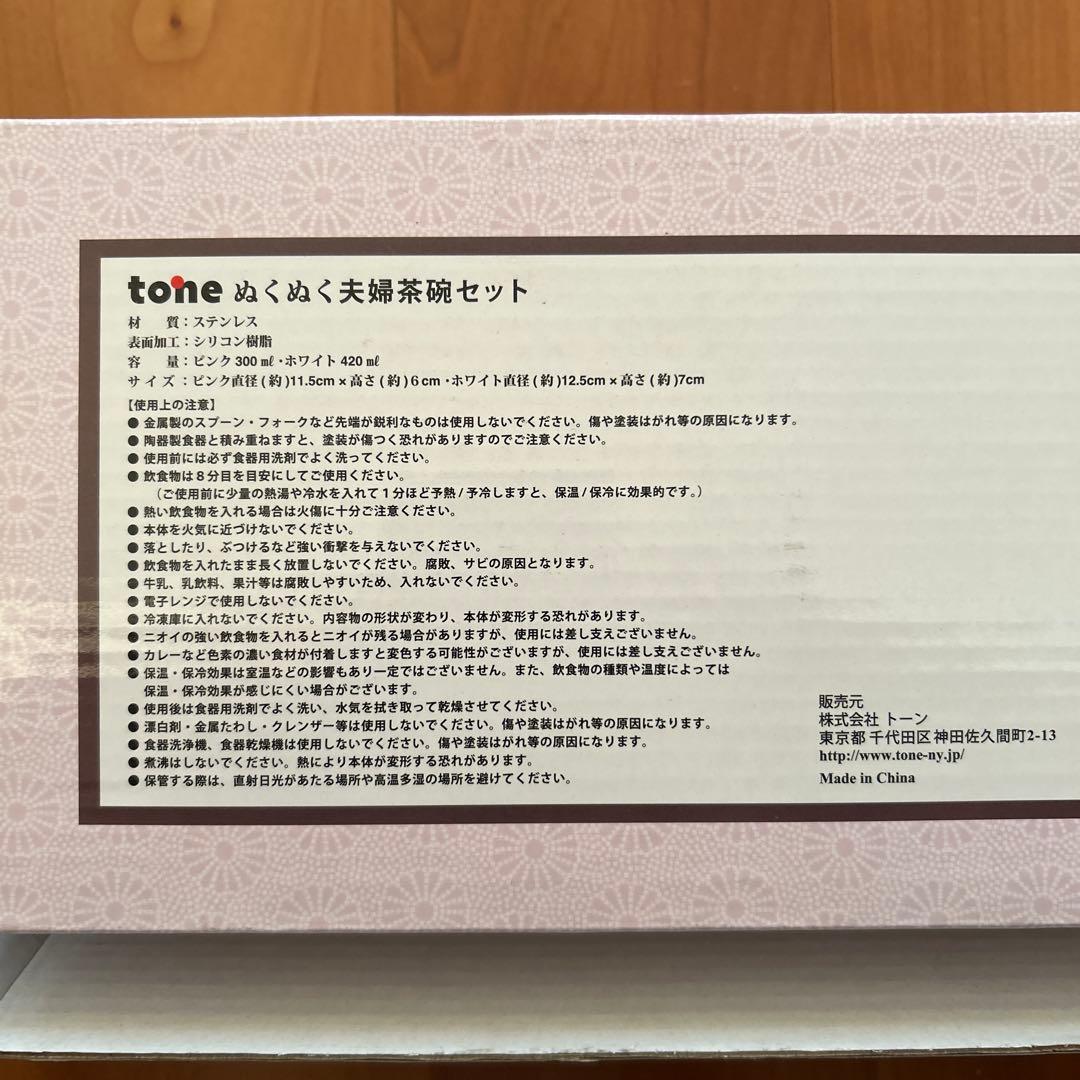 tone ぬくぬく夫婦茶碗セット
材　質：ステンレス
表面加工：シリコン樹脂
容　量：ピンク 300 ㎖・ホワイト 420 ㎖
サイズ：ピンク直径 ( 約 )11.5cm × 高さ ( 約 ) 6 cm・ホワイト直径 ( 約 )12.5cm × 高さ ( 約 )7cm
【使用上の注意】
● 金属製のスプーン・フォークなど先端が鋭利なものは使用しないでください。傷や塗装はがれ等の原因になります。
● 陶器製食器と積み重ねますと、塗装が傷つく恐れがありますのでご注意ください。
● 使用前には必ず食器用洗剤でよく洗ってください。
● 飲食物は８分目を目安にしてご使用ください。
（ご使用前に少量の熱湯や冷水を入れて１分ほど予熱 / 予冷しますと、保温 / 保冷に効果的です。）
● 熱い飲食物を入れる場合は火傷に十分ご注意ください。
● 本体を火気に近づけないでください。
● 落としたり、ぶつけるなど強い衝撃を与えないでください。
● 飲食物を入れたまま長く放置しないでください。腐敗、サビの原因となります。
● 牛乳、乳飲料、果汁等は腐敗しやすいため、入れないでください。
● 電子レンジで使用しないでください。
● 冷凍庫に入れないでください。内容物の形状が変わり、本体が変形する恐れがあります。
● ニオイの強い飲食物を入れるとニオイが残る場合がありますが、使用には差し支えございません。
● カレーなど色素の濃い食材が付着しますと変色する可能性がございますが、使用には差し支えございません。
● 保温・保冷効果は室温などの影響もあり一定ではございません。また、飲食物の種類や温度によっては
保温・保冷効果が感じにくい場合がございます。
● 使用後は食器用洗剤でよく洗い、水気を拭き取って乾燥させてください。
● 漂白剤・金属たわし・クレンザー等は使用しないでください。傷や塗装はがれ等の原因になります。
● 食器洗浄機、食器乾燥機は使用しないでください。傷や塗装はがれ等の原因になります。
● 煮沸はしないでください。熱により本体が変形する恐れがあります。
● 保管する際は、直射日光があたる場所や高温多湿の場所を避けてください。
販売元
株式会社 トーン
東京都 千代田区 神田佐久間町2-13
http://www.tone-ny.jp/
Made in China